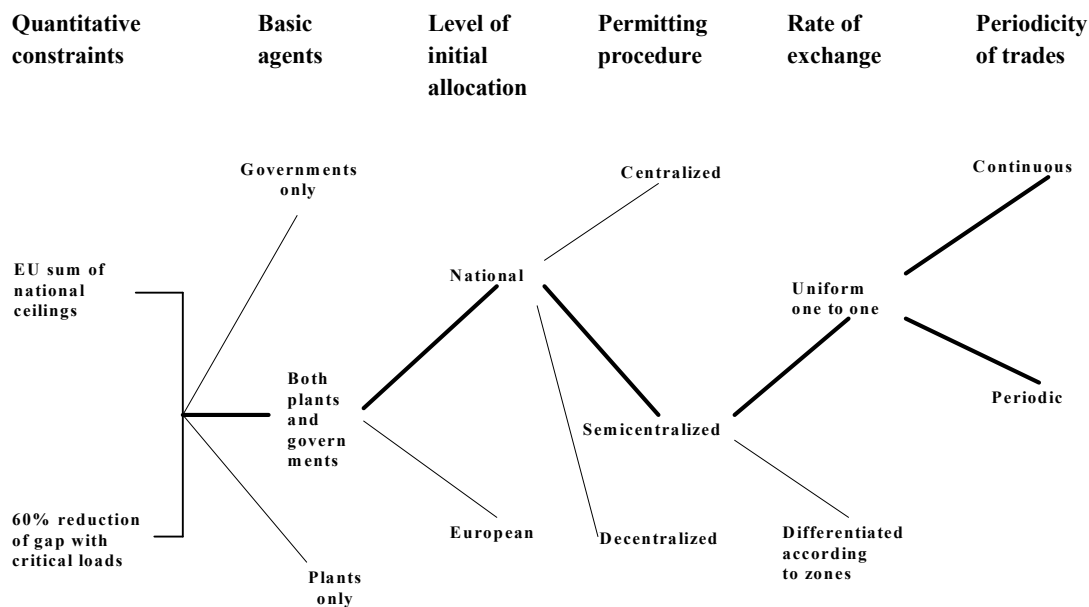 Quantitative
constraints
Basic
agents
Level of
initial
allocation
Permitting
procedure
Rate of
exchange
Periodicity
of trades
Governments
only
Centralized
Continuous
EU sum of
national
ceilings
National
Uniform
one to one
Both
plants
and
govern
ments
Semicentralized
Periodic
60% reduction
of gap with
critical loads
European
Decentralized
Differentiated
according
to zones
Plants
only